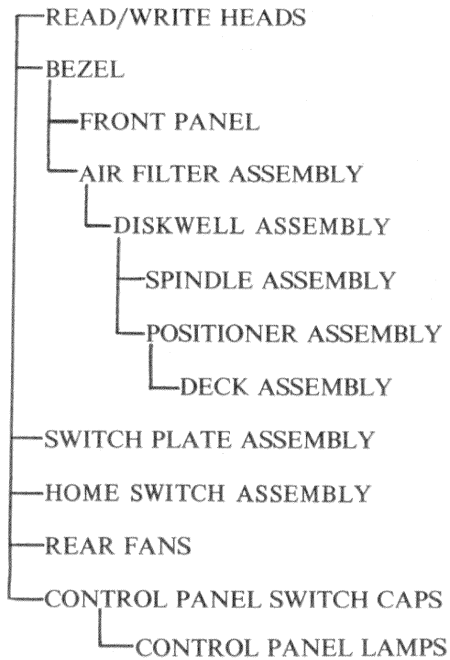 READ/WRITE HEADS
BEZEL
FRONT PANEL
AIR FILTER ASSEMBLY
DISKWELL ASSEMBLY
SPINDLE ASSEMBLY
POSITIONER ASSEMBLY
DECK ASSEMBLY
SWITCH PLATE ASSEMBLY
HOME SWITCH ASSEMBLY
REAR FANS
CONTROL PANEL SWITCH CAPS
CONTROL PANEL LAMPS